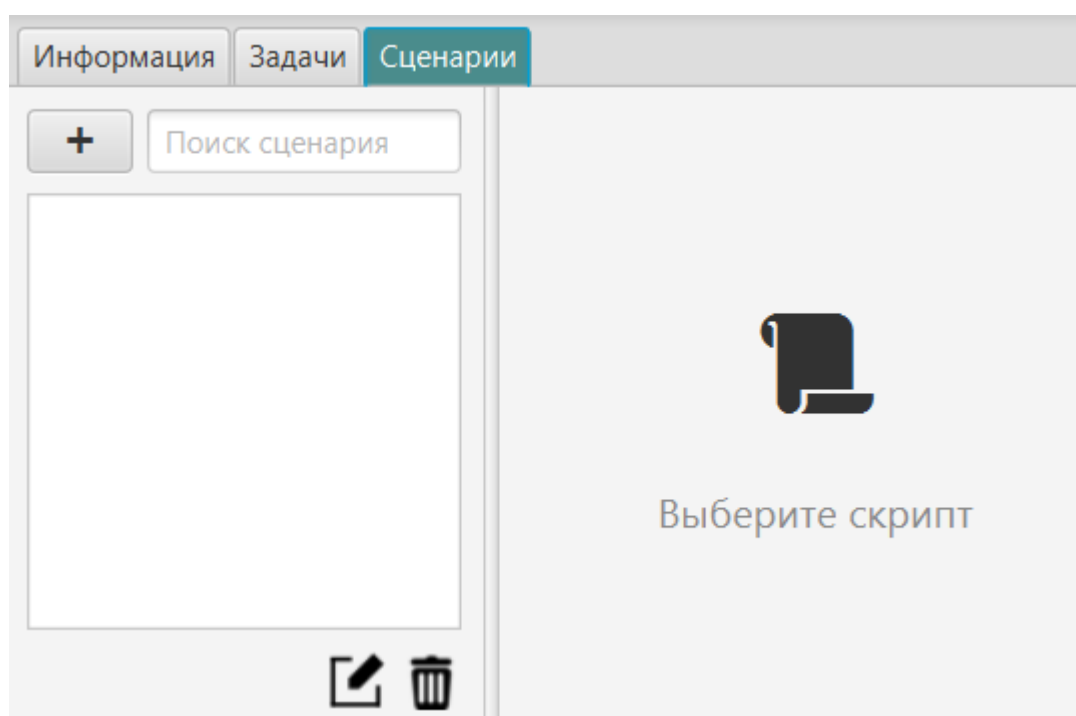 Информация Задачи Сценарии
+ Поиск сценария
Выберите скрипт